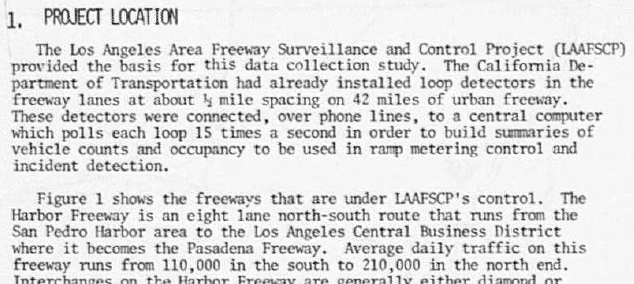 1. PROJECT LOCATION
The Los Angeles Area Freeway Surveillance and Control Project (LAAFSCP)
provided the basis for this data collection study. The California De-
partment of Transportation had already installed loop detectors in the
freeway lanes at about ½ mile spacing on 42 miles of urban freeway.
These detectors were connected, over phone lines, to a central computer
which polls each loop 15 times a second in order to build summaries of
vehicle counts and occupancy to be used in ramp metering control and
incident detection.
Figure 1 shows the freeways that are under LAAFSCP's control. The
Harbor Freeway is an eight lane north-south route that runs from the
San Pedro Harbor area to the Los Angeles Central Business District
where it becomes the Pasadena Freeway. Average daily traffic on this
freeway runs from 110,000 in the south to 210,000 in the north end.
Interchanges on the Harbor Freeway are generally either diamond or